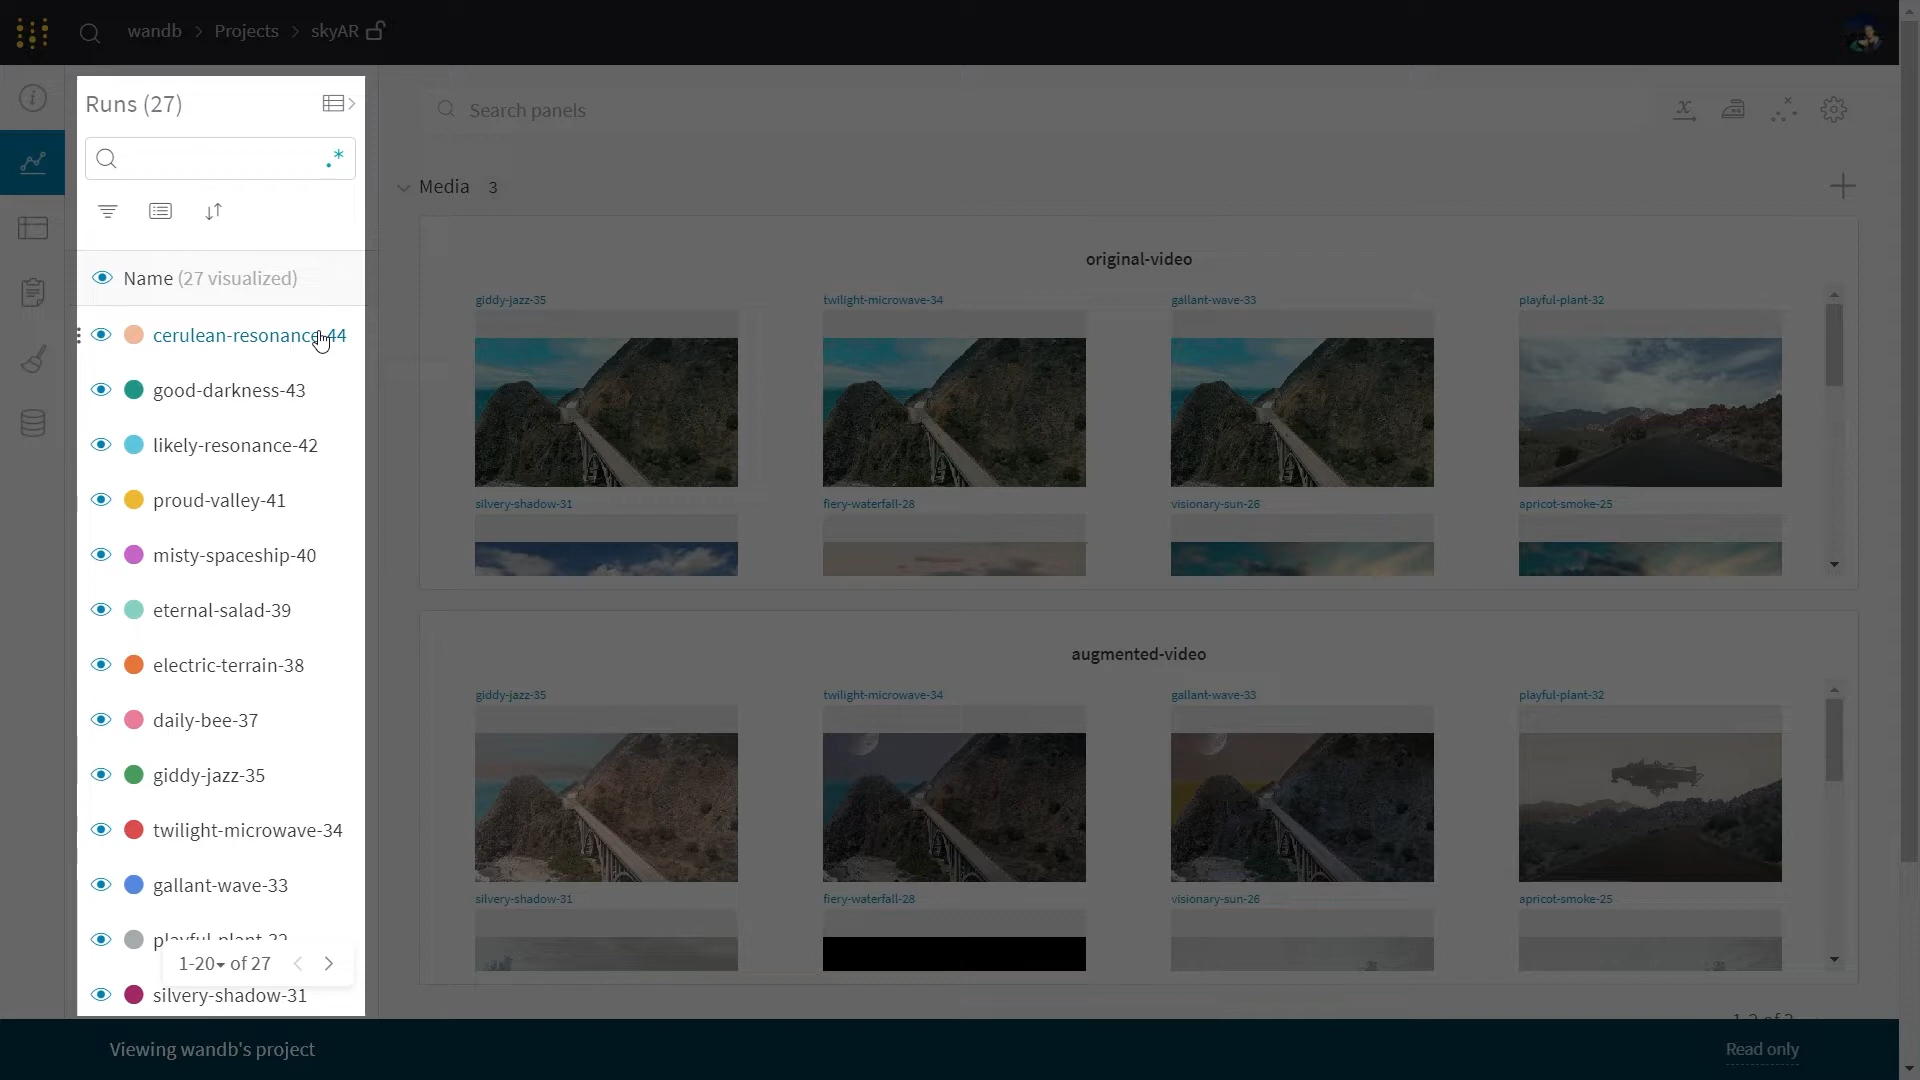 wandb > Projects > skyAR
Runs (27)
.*
Name (27 visualized)
cerulean-resonance-44
good-darkness-43
likely-resonance-42
proud-valley-41
misty-spaceship-40
eternal-salad-39
electric-terrain-38
daily-bee-37
giddy-jazz-35
twilight-microwave-34
gallant-wave-33
playful-plant-32
1-20 of 27
silvery-shadow-31
Search panels
Media 3
original-video
giddy-jazz-35 twilight-microwave-34 gallant-wave-33 playful-plant-32
silvery-shadow-31 fiery-waterfall-28 visionary-sun-26 apricot-smoke-25
augmented-video
giddy-jazz-35 twilight-microwave-34 gallant-wave-33 playful-plant-32
silvery-shadow-31 fiery-waterfall-28 visionary-sun-26 apricot-smoke-25
Viewing wandb's project
Read only